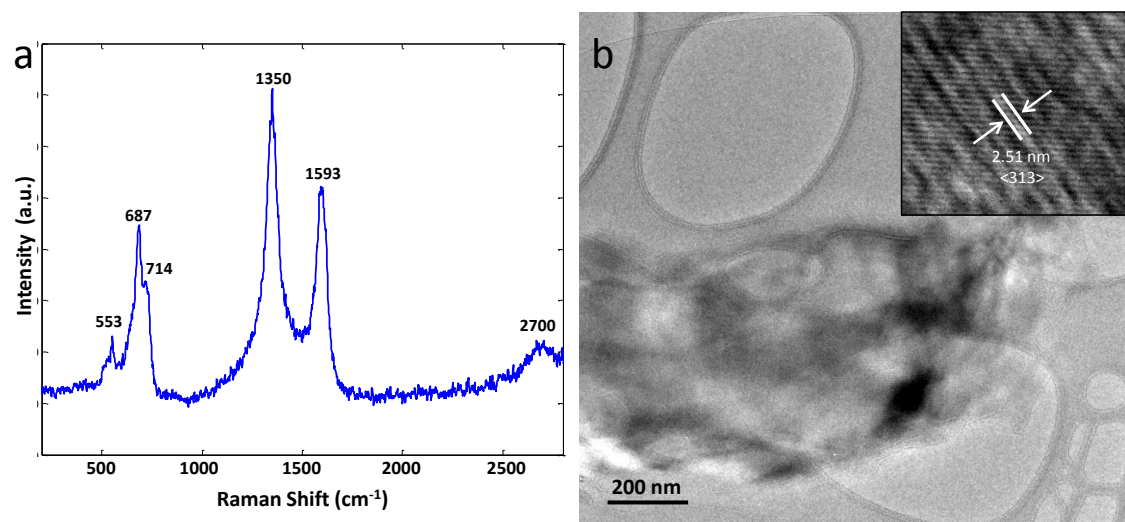 a
1350
1593
687
714
553
2700
Intensity (a.u.)
500
1000
1500
2000
2500
Raman Shift (cm⁻¹)
b
2.51 nm
<313>
200 nm